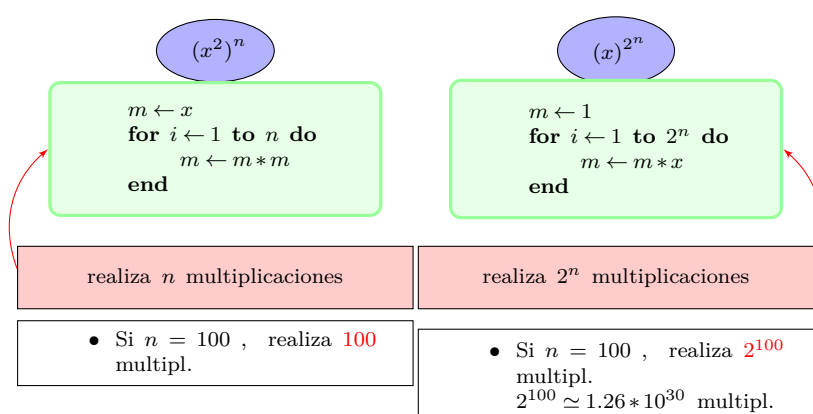 (x²)ⁿ
m ← x
for i ← 1 to n do
m ← m * m
end
realiza n multiplicaciones
• Si n = 100 , realiza 100
multipl.
(x)^{2^n}
m ← 1
for i ← 1 to 2ⁿ do
m ← m * x
end
realiza 2ⁿ multiplicaciones
• Si n = 100 , realiza 2¹⁰⁰
multipl.
2¹⁰⁰ ≃ 1.26 * 10³⁰ multipl.